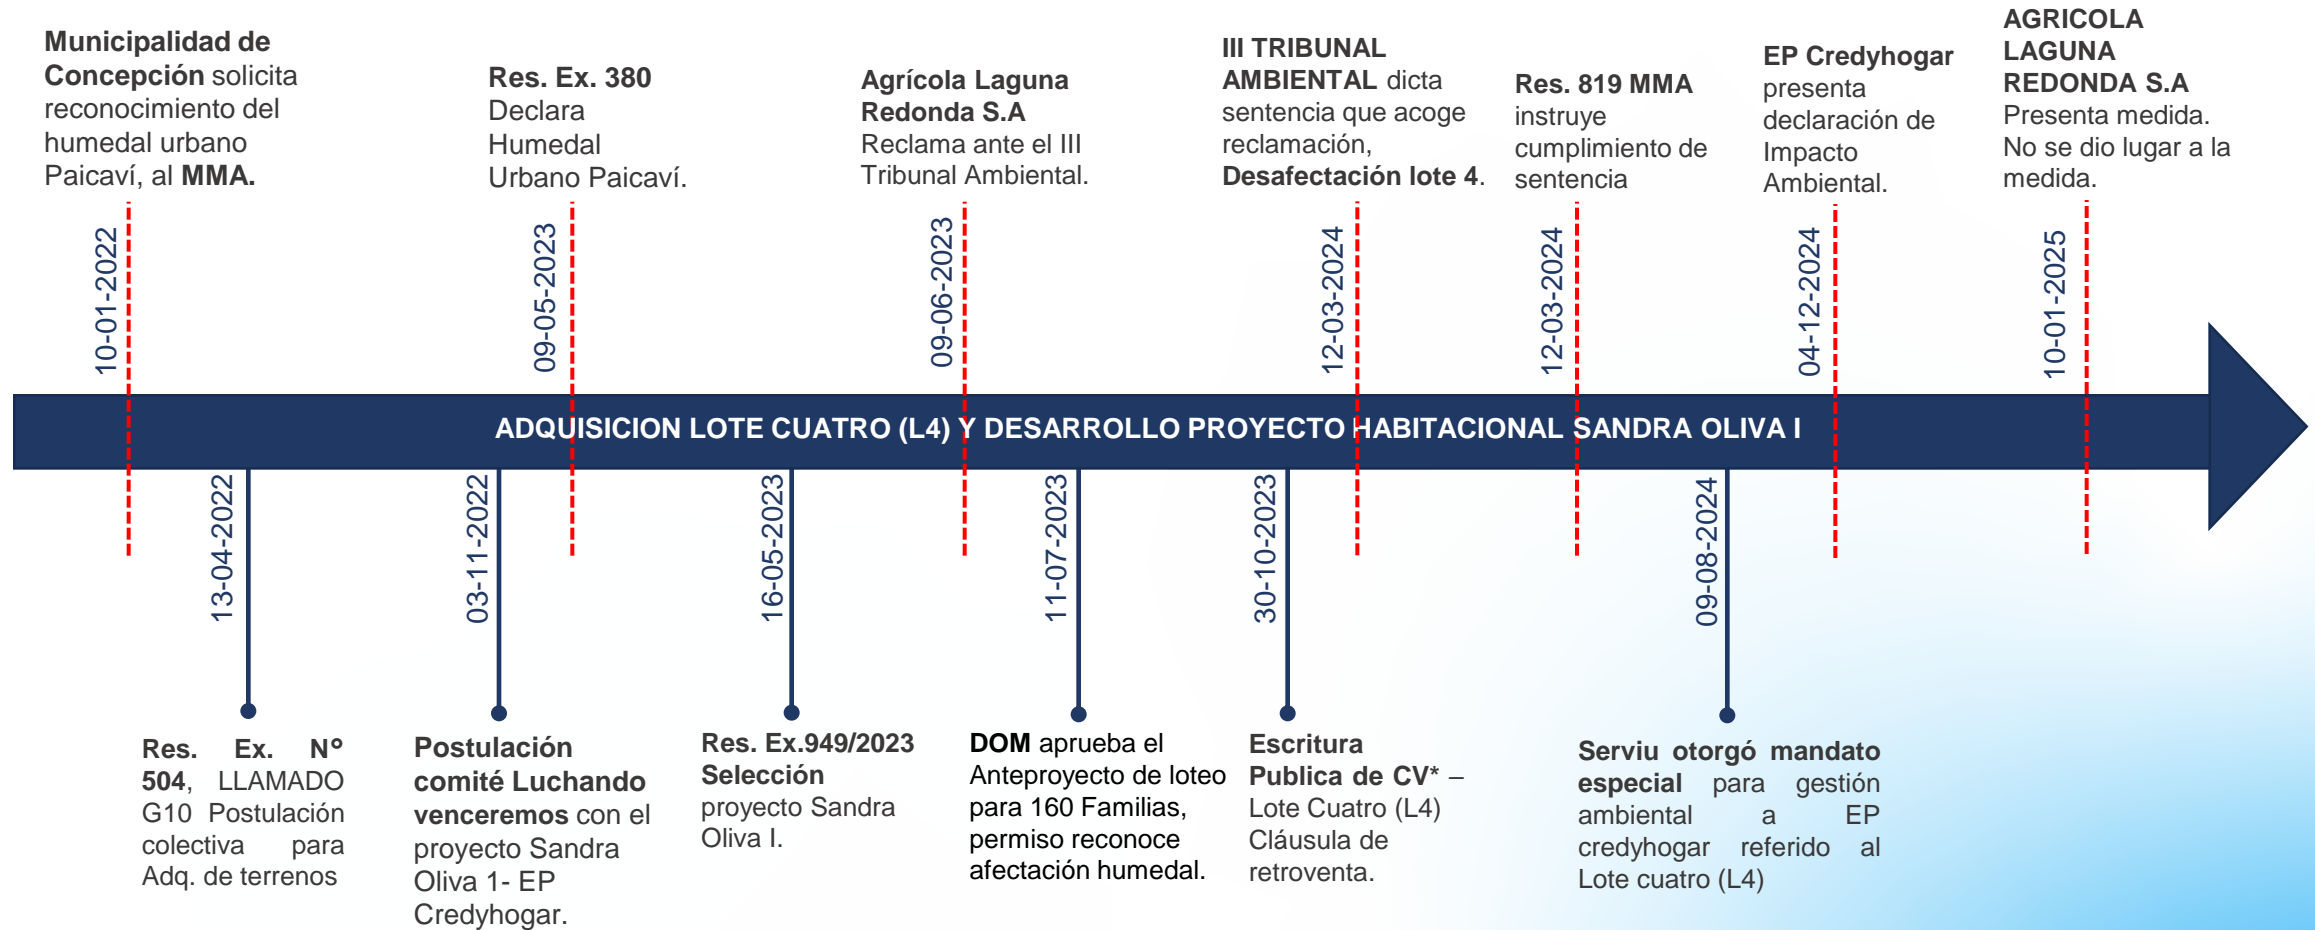 Municipalidad de
Concepción solicita
reconocimiento del
humedal urbano
Paicaví, al MMA.
Res. Ex. 380
Declara
Humedal
Urbano Paicaví.
Agrícola Laguna
Redonda S.A
Reclama ante el III
Tribunal Ambiental.
III TRIBUNAL
AMBIENTAL dicta
sentencia que acoge
reclamación,
Desafectación lote 4.
Res. 819 MMA
instruye
cumplimiento de
sentencia
EP Credyhogar
presenta
declaración de
Impacto
Ambiental.
AGRICOLA
LAGUNA
REDONDA S.A
Presenta medida.
No se dio lugar a la
medida.
10-01-2022
09-05-2023
09-06-2023
12-03-2024
12-03-2024
04-12-2024
10-01-2025
ADQUISICION LOTE CUATRO (L4) Y DESARROLLO PROYECTO HABITACIONAL SANDRA OLIVA I
13-04-2022
03-11-2022
16-05-2023
11-07-2023
30-10-2023
09-08-2024
Res. Ex. N°
504, LLAMADO
G10 Postulación
colectiva para
Adq. de terrenos
Postulación
comité Luchando
venceremos con el
proyecto Sandra
Oliva 1- EP
Credyhogar.
Res. Ex.949/2023
Selección
proyecto Sandra
Oliva I.
DOM aprueba el
Anteproyecto de loteo
para 160 Familias,
permiso reconoce
afectación humedal.
Escritura
Publica de CV* –
Lote Cuatro (L4)
Cláusula de
retroventa.
Serviu otorgó mandato
especial para gestión
ambiental a EP
credyhogar referido al
Lote cuatro (L4)